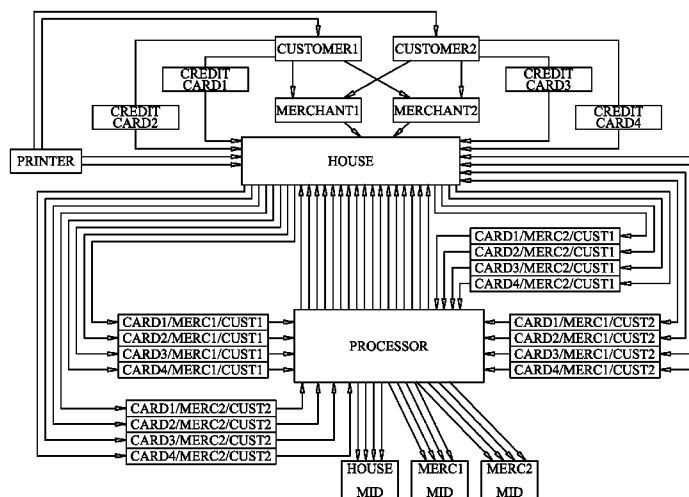 CUSTOMER1
CUSTOMER2
CREDIT
CARD1
CREDIT
CARD3
CREDIT
CARD2
MERCHANT1
MERCHANT2
CREDIT
CARD4
PRINTER
HOUSE
CARD1/MERC2/CUST1
CARD2/MERC2/CUST1
CARD3/MERC2/CUST1
CARD4/MERC2/CUST1
CARD1/MERC1/CUST1
CARD2/MERC1/CUST1
CARD3/MERC1/CUST1
CARD4/MERC1/CUST1
PROCESSOR
CARD1/MERC1/CUST2
CARD2/MERC1/CUST2
CARD3/MERC1/CUST2
CARD4/MERC1/CUST2
CARD1/MERC2/CUST2
CARD2/MERC2/CUST2
CARD3/MERC2/CUST2
CARD4/MERC2/CUST2
HOUSE
MID
MERC1
MID
MERC2
MID